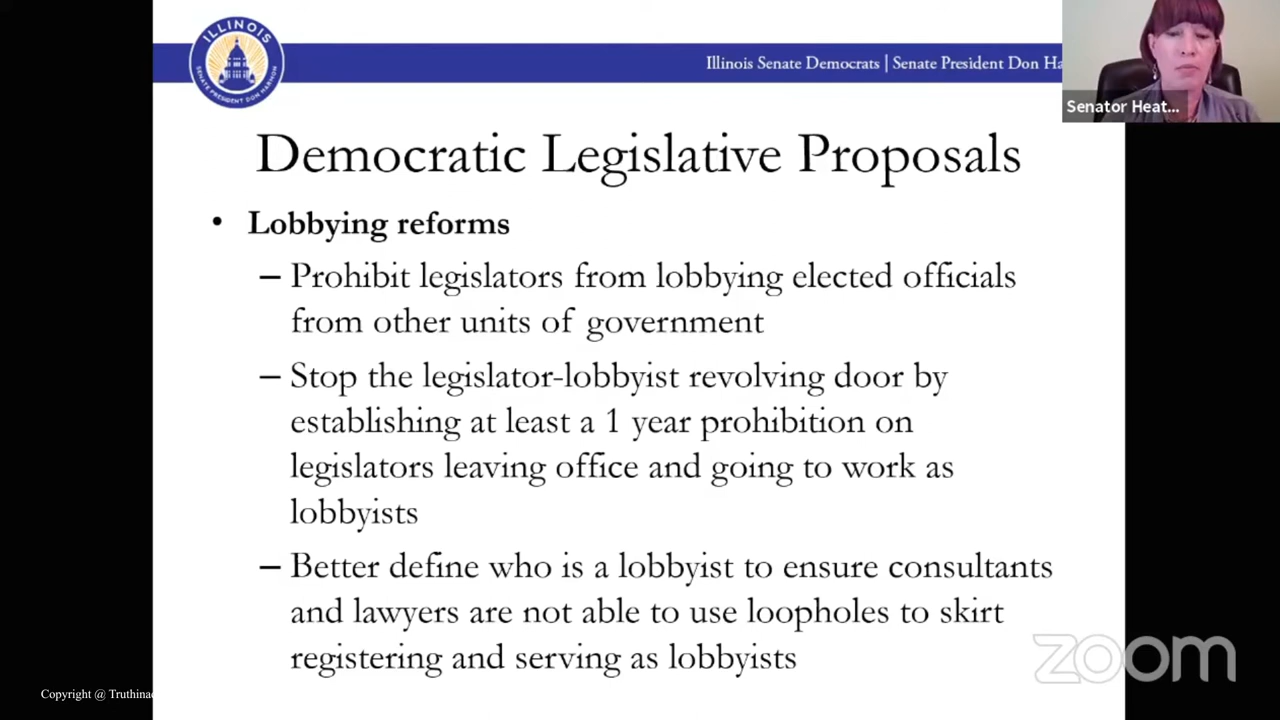 ILLINOIS
SENATE PRESIDENT DON HARMON
Illinois Senate Democrats | Senate President Don Ha
Senator Heat...
Democratic Legislative Proposals
• Lobbying reforms
– Prohibit legislators from lobbying elected officials
from other units of government
– Stop the legislator-lobbyist revolving door by
establishing at least a 1 year prohibition on
legislators leaving office and going to work as
lobbyists
– Better define who is a lobbyist to ensure consultants
and lawyers are not able to use loopholes to skirt
registering and serving as lobbyists
zoom
Copyright @ Truthina